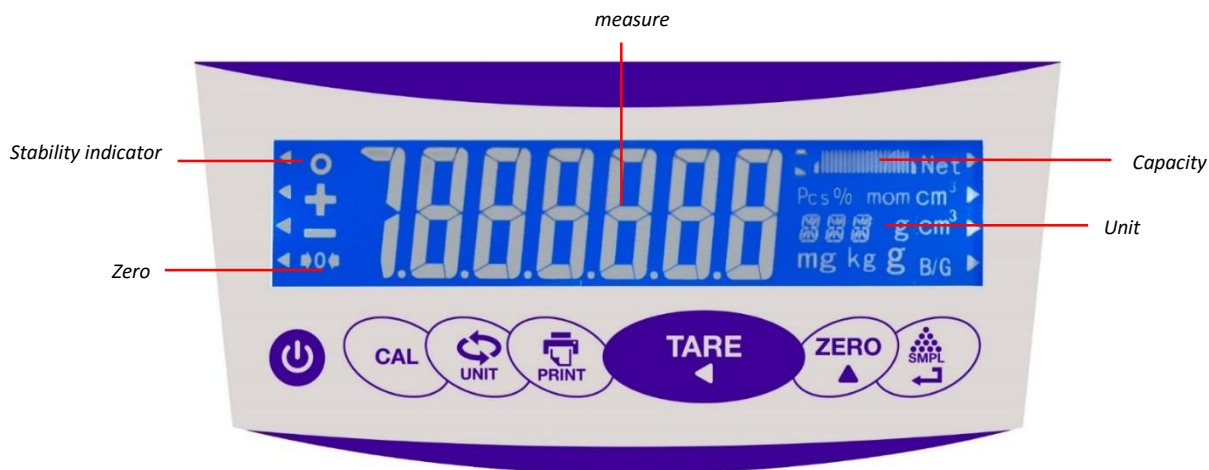 measure
Stability indicator
Capacity
Net
Pcs % mom cm³
g/cm³
Unit
Zero
→0←
mg kg g B/G
CAL
UNIT
PRINT
TARE
ZERO
SMPL